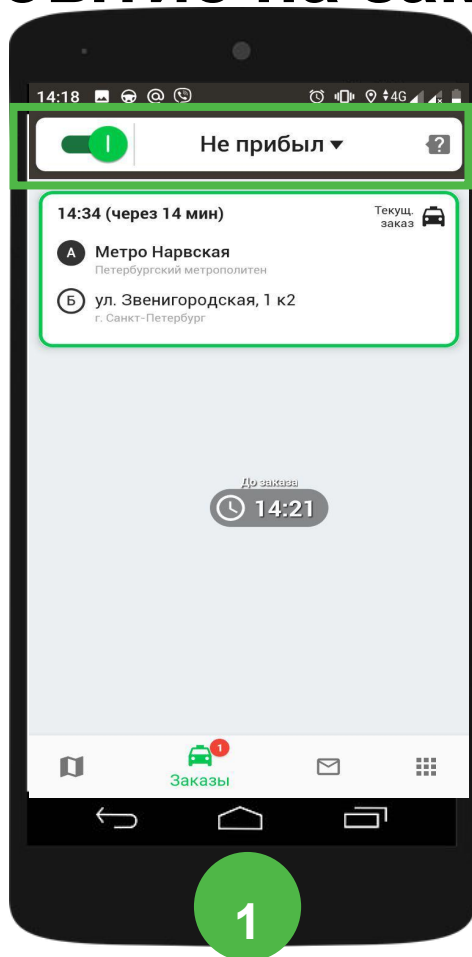 14:18
4G
Не прибыл ▾
?
14:34 (через 14 мин)
Текущ. заказ
А Метро Нарвская
Петербургский метрополитен
Б ул. Звенигородская, 1 к2
г. Санкт-Петербург
До заказа
14:21
1
Заказы
1